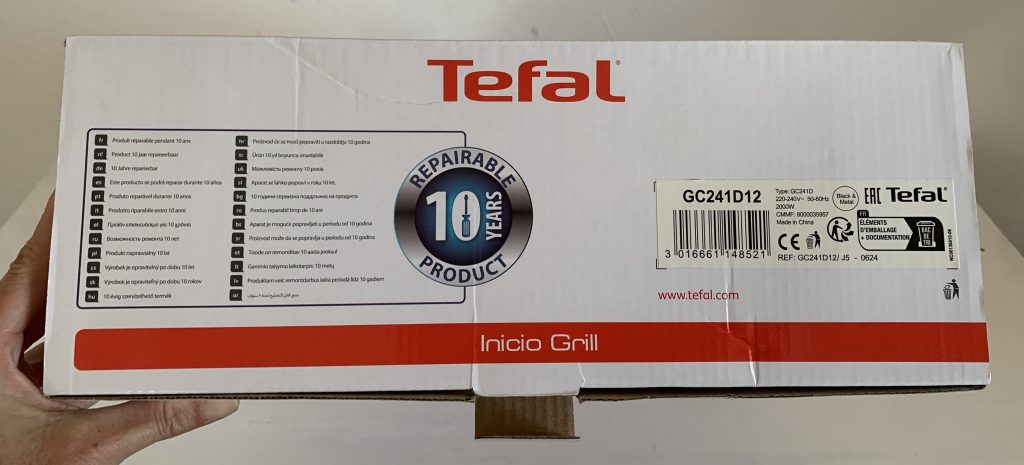 Tefal
fr Produit réparable pendant 10 ans
nl Product 10 jaar repareerbaar
de 10 Jahre reparierbar
es Este producto se podrá reparar durante 10 años
pt Produto reparável durante 10 anos
it Prodotto riparabile entro 10 anni
el Προϊόν επισκευάσιμο για 10 χρόνια
ru Возможность ремонта 10 лет
pl Produkt naprawialny 10 lat
cs Výrobek je opravitelný po dobu 10 let
sk Výrobok je opraviteľný po dobu 10 rokov
hu 10 évig szervizelhető termék
hr Proizvod će se moći popraviti u razdoblju 10 godina
tr Ürün 10 yıl boyunca onarılabilir
uk Можливість ремонту 10 років
sl Aparat se lahko popravi v roku 10 let.
bg 10 години сервизна поддръжка на продукта
ro Produs reparabil timp de 10 ani
bs Aparat je moguće popravljati u periodu od 10 godina
sr Proizvod može da se popravlja u periodu od 10 godina
et Toode on remonditav 10 aasta jooksul
lt Gaminio taisymo laikotarpis: 10 metų
lv Produktam veic remontdarbus laika periodā līdz 10 gadiem
ar
REPAIRABLE
10 YEARS
PRODUCT
GC241D12
3 016661 148521
Type: GC241D
220-240V~ 50-60Hz
2000W
CMMF: 8000035957
Made in China
Black &
Metal
EAC Tefal
CE
FR
ÉLÉMENTS
D'EMBALLAGE
+ DOCUMENTATION
BAC
DE
TRI
REF: GC241D12/ J5 - 0624
www.tefal.com
Inicio Grill